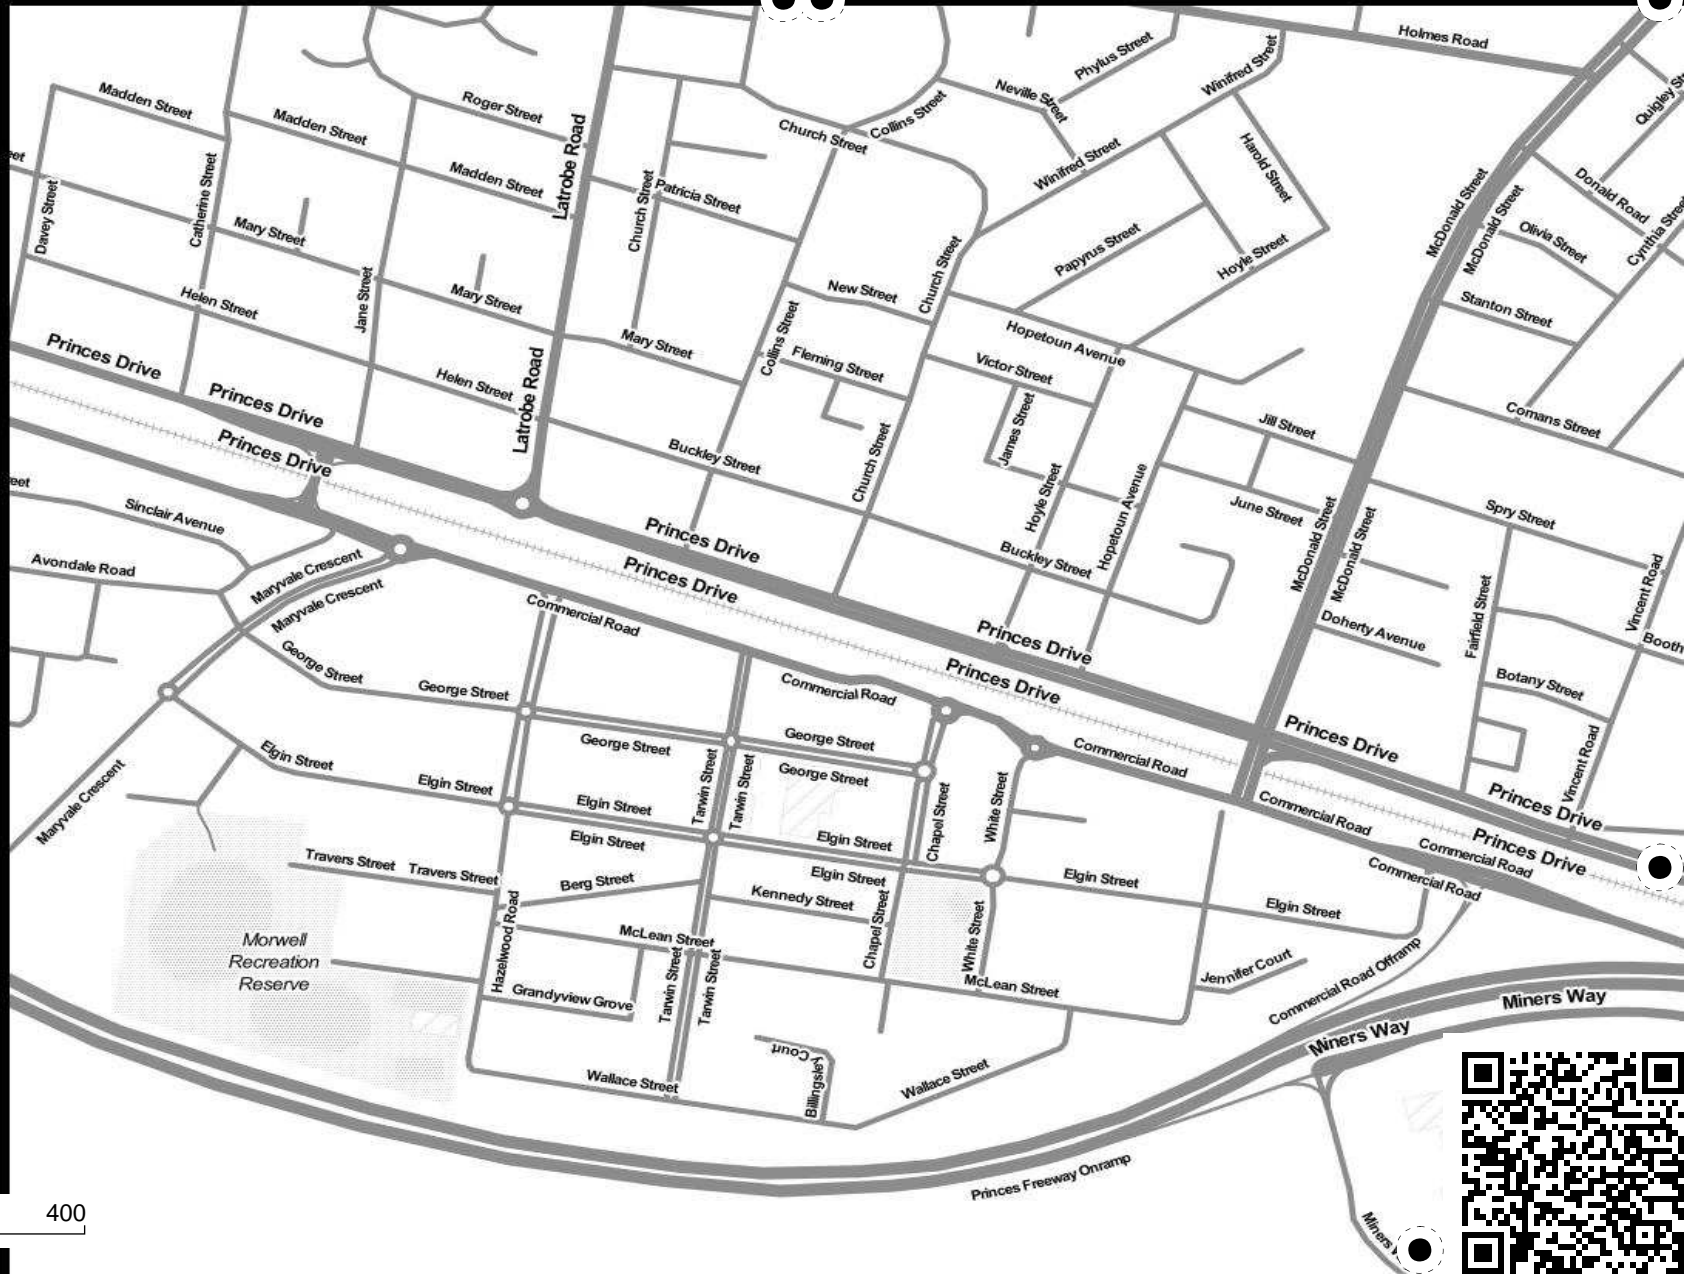 Holmes Road
Phylus Street
Winifred Street
Neville Street
Madden Street
Madden Street
Roger Street
Latrobe Road
Church Street
Collins Street
Quigley
Winifred Street
Harold Street
Catherine Street
Davey Street
Madden Street
Church Street
Patricia Street
McDonald Street
McDonald Street
Donald Road
Olivia Street
Cynthia Street
Mary Street
Papyrus Street
Hoyle Street
Church Street
Helen Street
Jane Street
Mary Street
New Street
Collins Street
Stanton Street
Princes Drive
Mary Street
Fleming Street
Hopetoun Avenue
Victor Street
Princes Drive
Helen Street
Latrobe Road
James Street
Jill Street
Comans Street
Princes Drive
Buckley Street
Church Street
Hoyle Street
Hopetoun Avenue
June Street
Spry Street
Sinclair Avenue
Princes Drive
Princes Drive
Buckley Street
McDonald Street
McDonald Street
Avondale Road
Maryvale Crescent
Maryvale Crescent
Commercial Road
Fairfield Street
Vincent Road
Doherty Avenue
Booth
George Street
George Street
Princes Drive
Princes Drive
Commercial Road
Botany Street
George Street
George Street
George Street
Commercial Road
Princes Drive
Vincent Road
Elgin Street
Elgin Street
Maryvale Crescent
Tarwin Street
Tarwin Street
Chapel Street
White Street
Princes Drive
Elgin Street
Elgin Street
Elgin Street
Elgin Street
Commercial Road
Princes Drive
Commercial Road
Commercial Road
Travers Street
Travers Street
Berg Street
Kennedy Street
Elgin Street
Elgin Street
Hazelwood Road
McLean Street
Chapel Street
White Street
Morwell
Recreation
Reserve
Tarwin Street
Tarwin Street
Grandyview Grove
McLean Street
Jennifer Court
Commercial Road Offramp
Miners Way
Miners Way
Wallace Street
Billingsley Court
Wallace Street
Princes Freeway Onramp
Miners
400